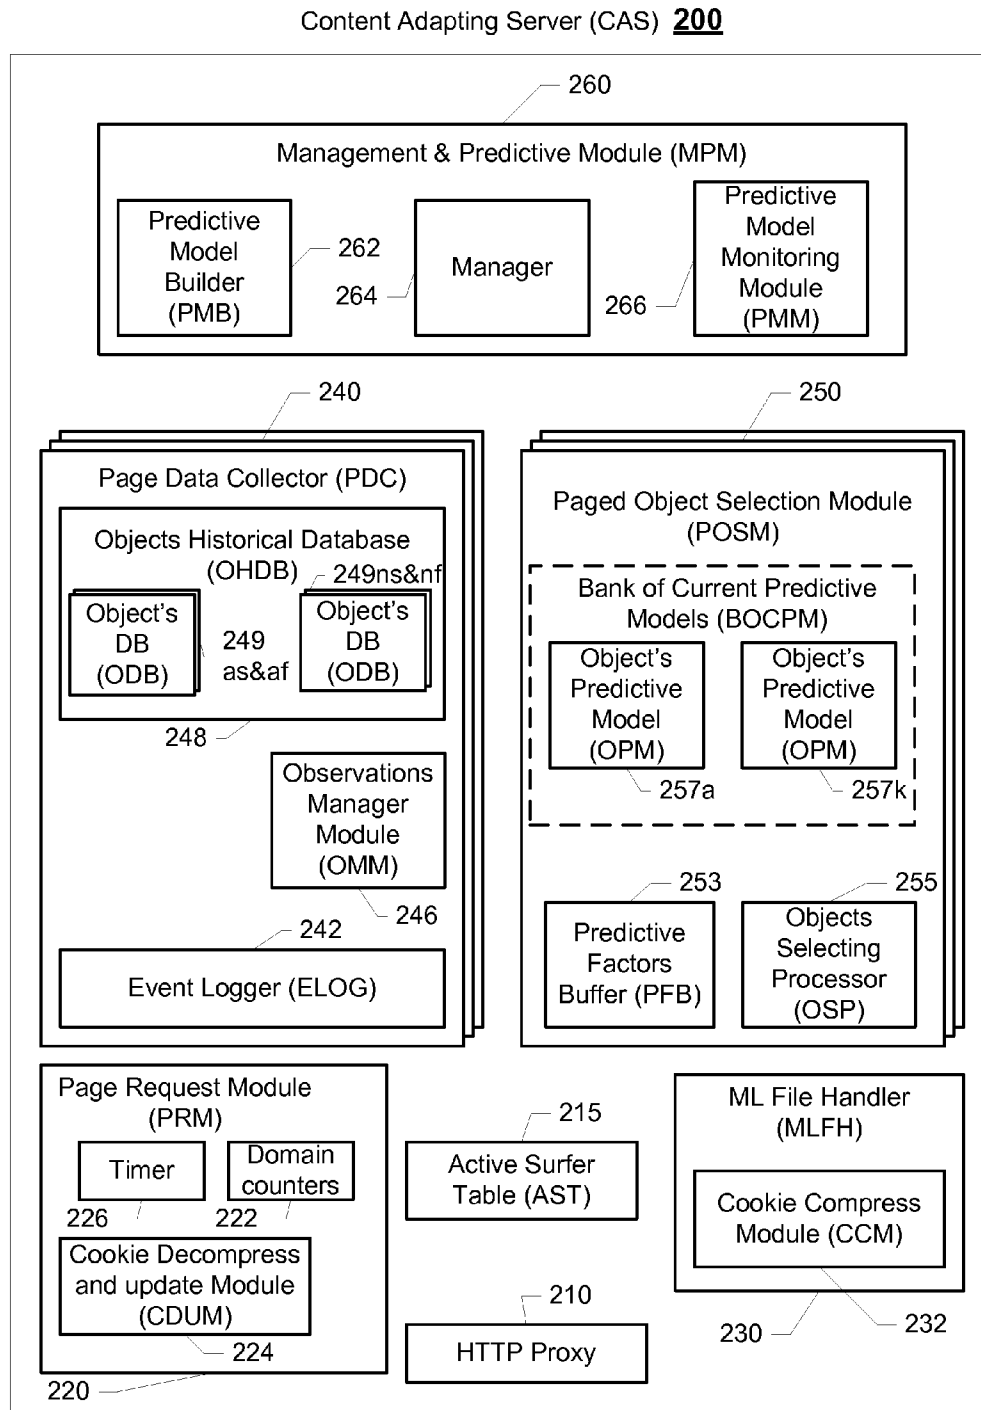 Content Adapting Server (CAS) 200
260
Management & Predictive Module (MPM)
Predictive
Model
Builder
(PMB)
262
264
Manager
266
Predictive
Model
Monitoring
Module
(PMM)
240
Page Data Collector (PDC)
Objects Historical Database
(OHDB)
249ns&nf
Object's
DB
(ODB)
249
as&af
Object's
DB
(ODB)
248
Observations
Manager
Module
(OMM)
246
242
Event Logger (ELOG)
250
Paged Object Selection Module
(POSM)
Bank of Current Predictive
Models (BOCPM)
Object's
Predictive
Model
(OPM)
257a
Object's
Predictive
Model
(OPM)
257k
253
Predictive
Factors
Buffer (PFB)
255
Objects
Selecting
Processor
(OSP)
Page Request Module
(PRM)
Timer
226
Domain
counters
222
Cookie Decompress
and update Module
(CDUM)
224
220
215
Active Surfer
Table (AST)
210
HTTP Proxy
ML File Handler
(MLFH)
Cookie Compress
Module (CCM)
230
232